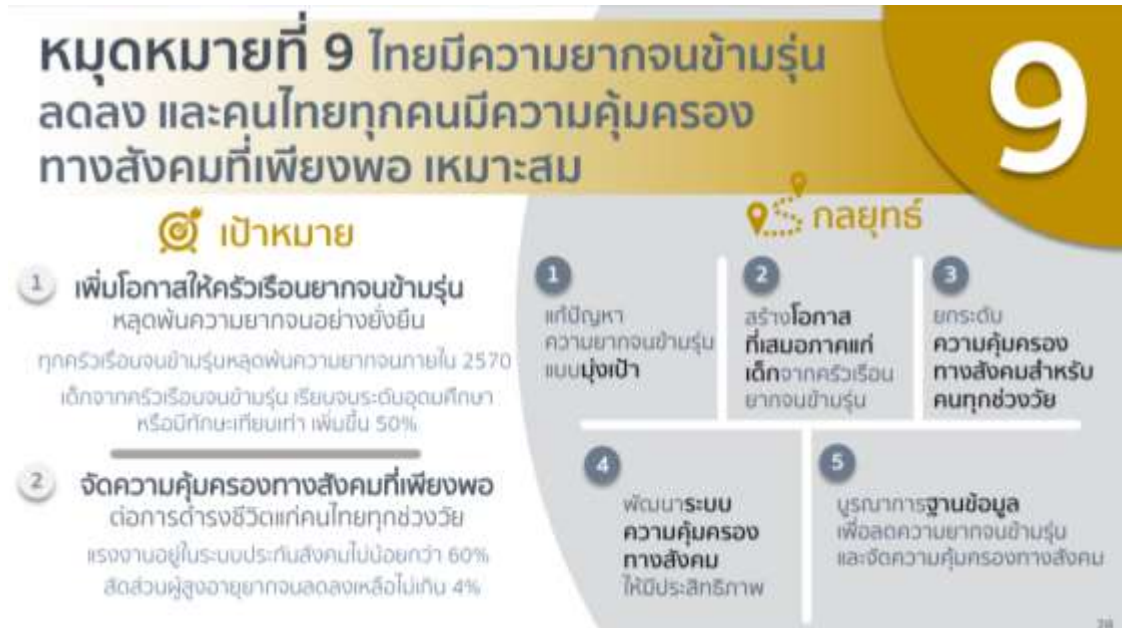 หมุดหมายที่ 9 ไทยมีความยากจนข้ามรุ่น
ลดลง และคนไทยทุกคนมีความคุ้มครอง
ทางสังคมที่เพียงพอ เหมาะสม
9
เป้าหมาย
1 เพิ่มโอกาสให้ครัวเรือนยากจนข้ามรุ่น
หลุดพ้นความยากจนอย่างยั่งยืน
ทุกครัวเรือนจนข้ามรุ่นหลุดพ้นความยากจนภายใน 2570
เด็กจากครัวเรือนจนข้ามรุ่น เรียนจบระดับอุดมศึกษา
หรือมีทักษะเทียบเท่า เพิ่มขึ้น 50%
2 จัดความคุ้มครองทางสังคมที่เพียงพอ
ต่อการดำรงชีวิตแก่คนไทยทุกช่วงวัย
แรงงานอยู่ในระบบประกันสังคมไม่น้อยกว่า 60%
สัดส่วนผู้สูงอายุยากจนลดลงเหลือไม่เกิน 4%
กลยุทธ์
1
แก้ปัญหา
ความยากจนข้ามรุ่น
แบบมุ่งเป้า
2
สร้างโอกาส
ที่เสมอภาคแก่
เด็กจากครัวเรือน
ยากจนข้ามรุ่น
3
ยกระดับ
ความคุ้มครอง
ทางสังคมสำหรับ
คนทุกช่วงวัย
4
พัฒนาระบบ
ความคุ้มครอง
ทางสังคม
ให้มีประสิทธิภาพ
5
บูรณาการฐานข้อมูล
เพื่อลดความยากจนข้ามรุ่น
และจัดความคุ้มครองทางสังคม